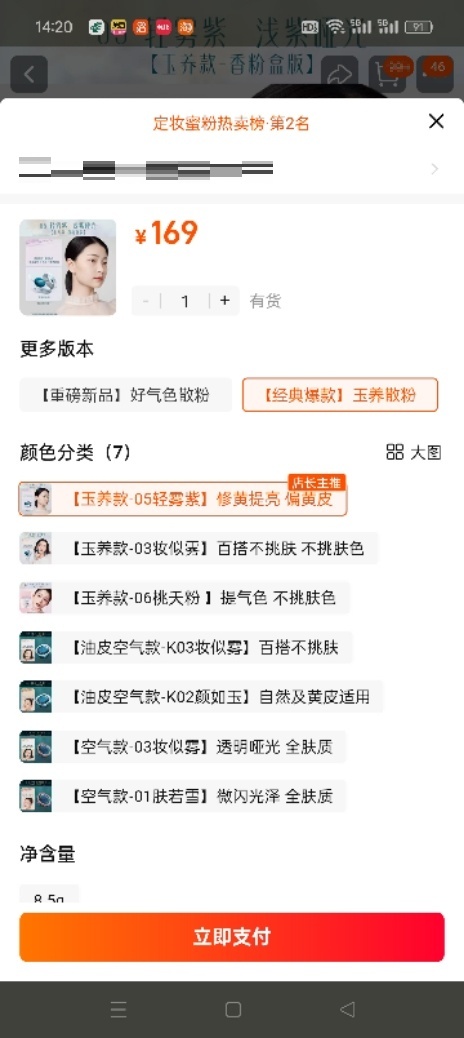 14:20
91
05 轻雾紫 浅紫哑光
【玉养款-香粉盒版】
46
定妆蜜粉热卖榜·第2名
¥169
- 1 + 有货
更多版本
【重磅新品】好气色散粉
【经典爆款】玉养散粉
颜色分类（7）
大图
店长主推
【玉养款-05轻雾紫】修黄提亮 偏黄皮
【玉养款-03妆似雾】百搭不挑肤 不挑肤色
【玉养款-06桃夭粉 】提气色 不挑肤色
【油皮空气款-K03妆似雾】百搭不挑肤
【油皮空气款-K02颜如玉】自然及黄皮适用
【空气款-03妆似雾】透明哑光 全肤质
【空气款-01肤若雪】微闪光泽 全肤质
净含量
8.5g
立即支付